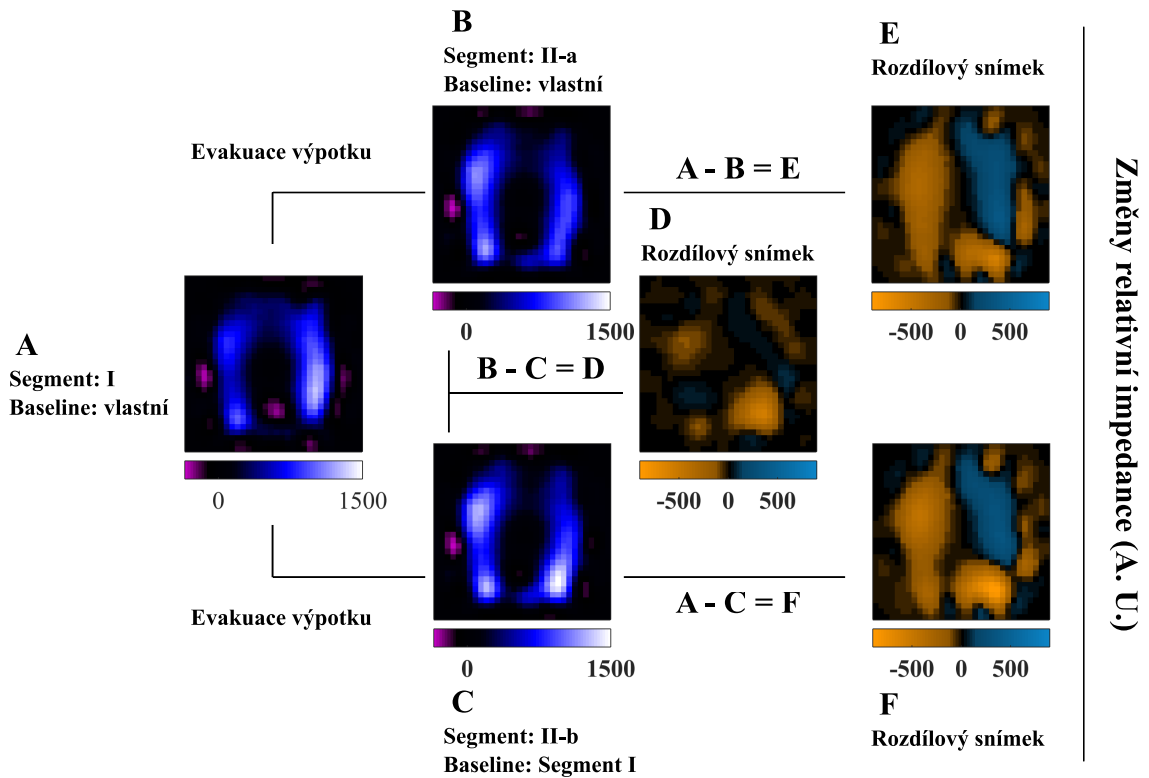 B
Segment: II-a
Baseline: vlastní
E
Rozdílový snímek
Evakuace výpotku
A - B = E
D
Rozdílový snímek
0
1500
-500
0
500
A
Segment: I
Baseline: vlastní
B - C = D
0
1500
-500
0
500
Evakuace výpotku
A - C = F
0
1500
-500
0
500
C
Segment: II-b
Baseline: Segment I
F
Rozdílový snímek
Změny relativní impedance (A. U.)